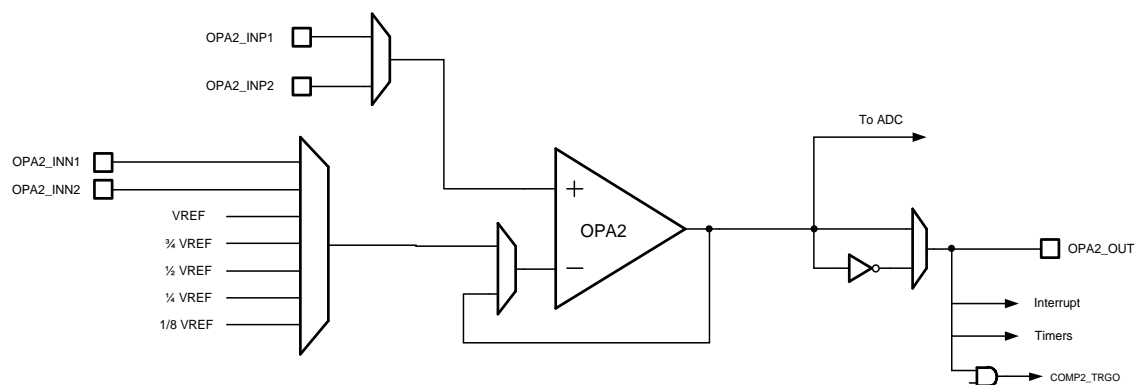 OPA2_INP1
OPA2_INP2
To ADC
OPA2_INN1
OPA2_INN2
VREF
¾ VREF
½ VREF
¼ VREF
1/8 VREF
+
OPA2
−
OPA2_OUT
Interrupt
Timers
COMP2_TRGO